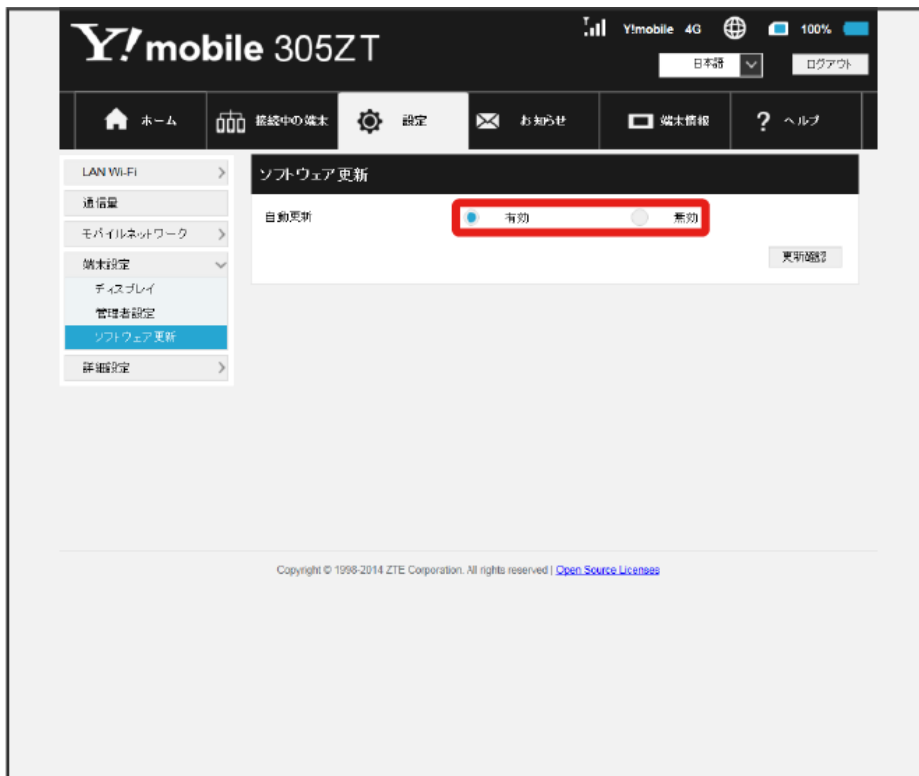 Y! mobile 305ZT
Y!mobile 4G 100%
日本語 ログアウト
ホーム 接続中の端末 設定 お知らせ 端末情報 ? ヘルプ
LAN Wi-Fi
通信量
モバイルネットワーク
端末設定
ディスプレイ
管理者設定
ソフトウェア更新
詳細設定
ソフトウェア更新
自動更新 有効 無効
更新確認
Copyright © 1998-2014 ZTE Corporation. All rights reserved | Open Source Licenses